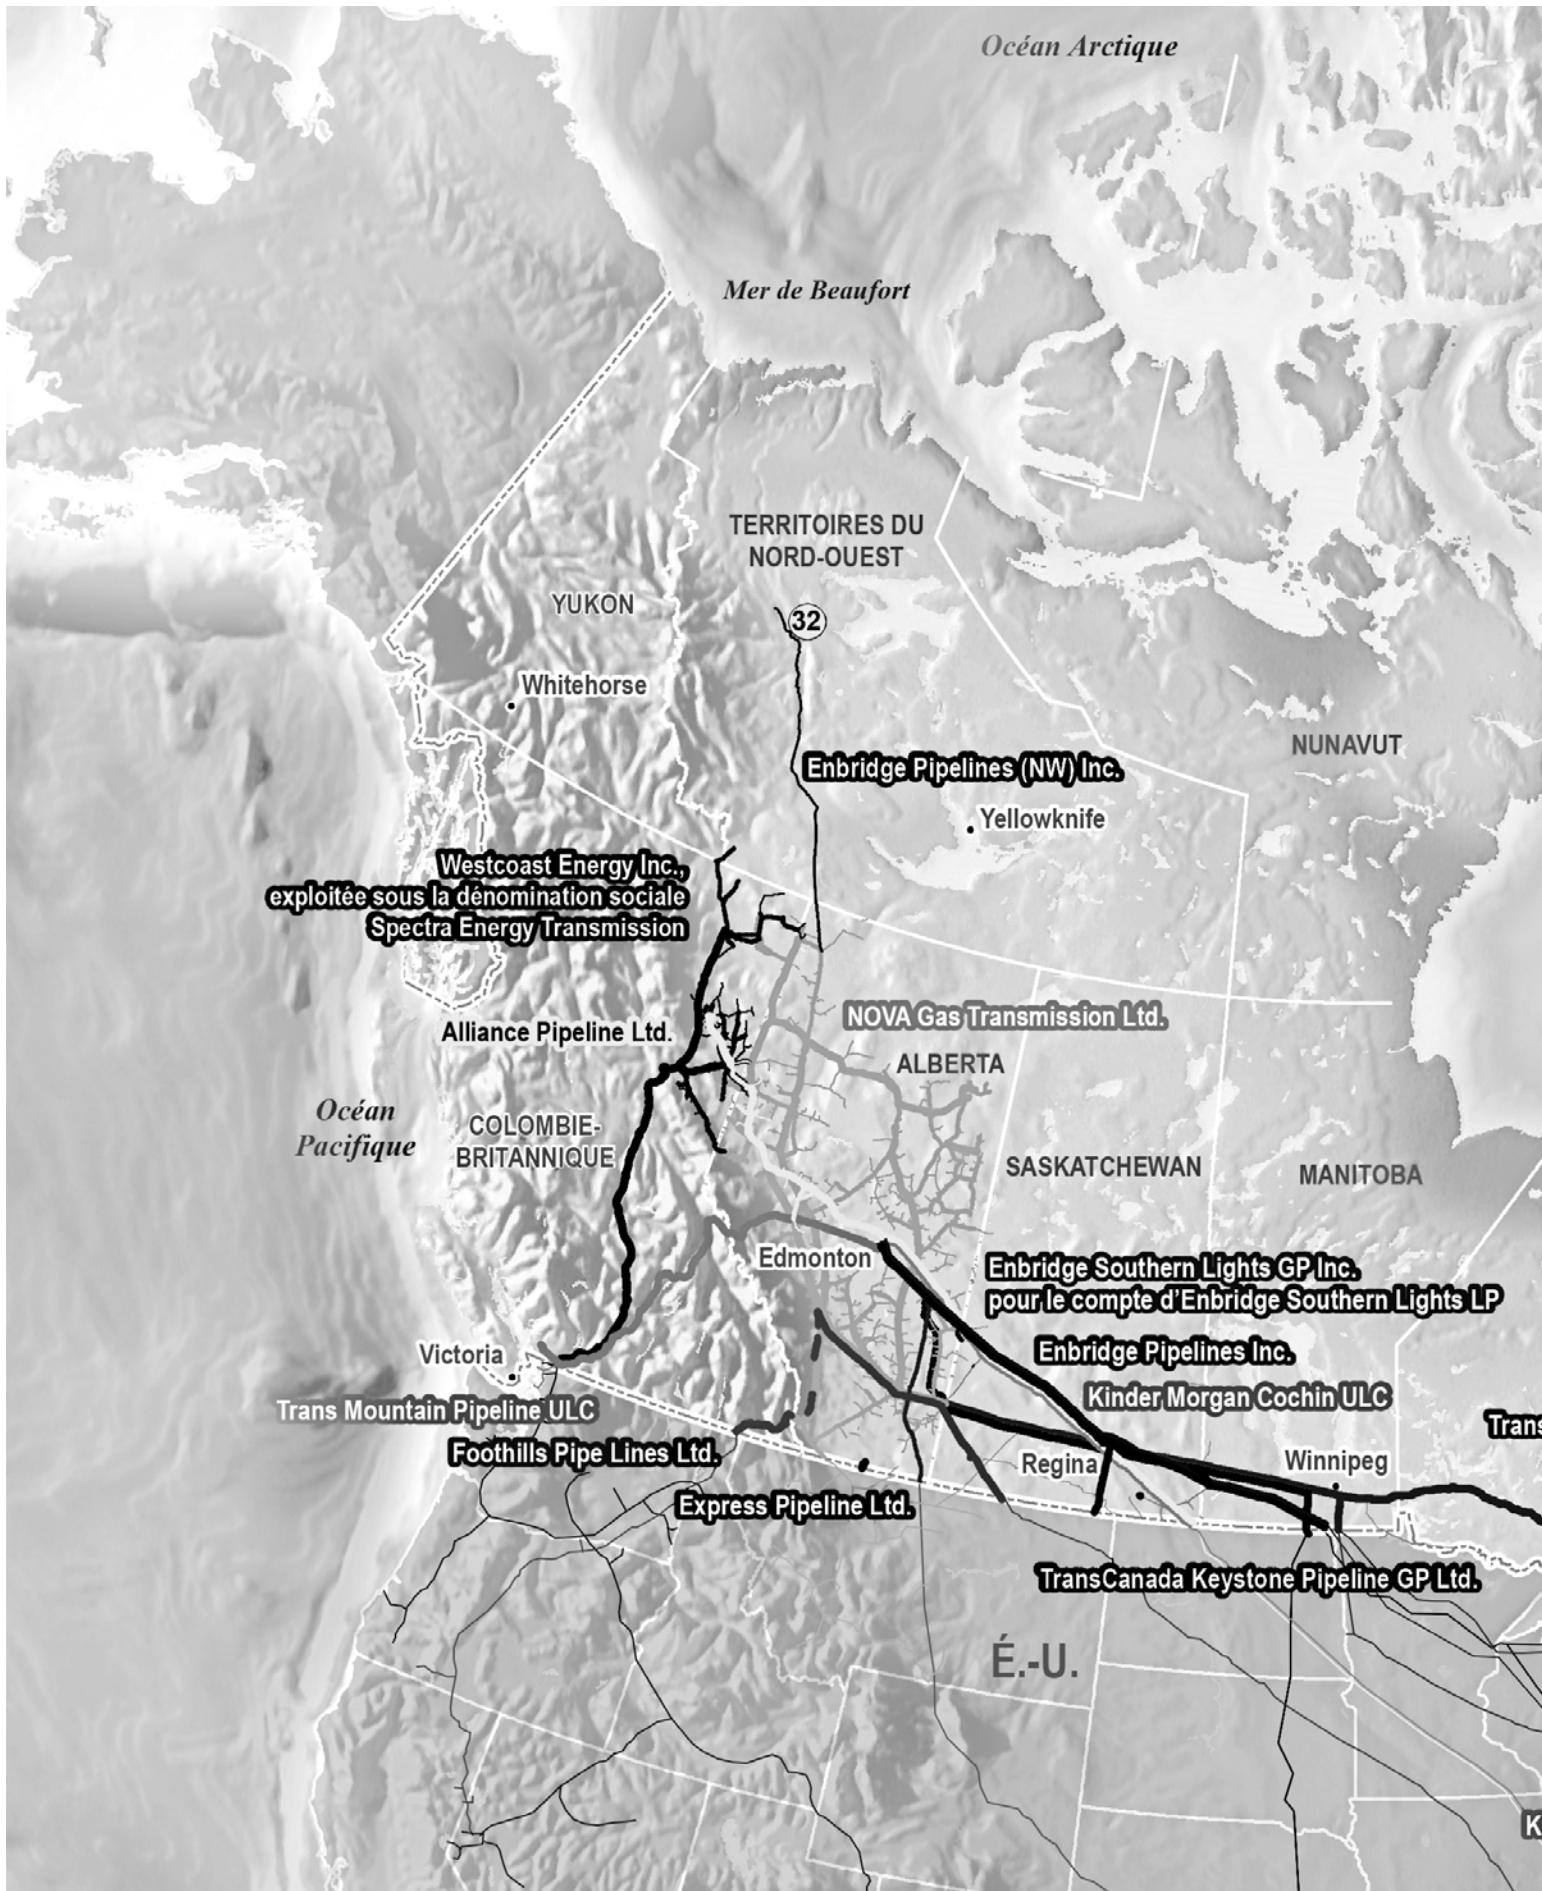 Océan Arctique
Mer de Beaufort
TERRITOIRES DU
NORD-OUEST
YUKON
32
Whitehorse
NUNAVUT
Enbridge Pipelines (NW) Inc.
Yellowknife
Westcoast Energy Inc.,
exploitée sous la dénomination sociale
Spectra Energy Transmission
NOVA Gas Transmission Ltd.
Alliance Pipeline Ltd.
ALBERTA
Océan
Pacifique
COLOMBIE-
BRITANNIQUE
SASKATCHEWAN
MANITOBA
Edmonton
Enbridge Southern Lights GP Inc.
pour le compte d'Enbridge Southern Lights LP
Victoria
Enbridge Pipelines Inc.
Kinder Morgan Cochin ULC
Trans Mountain Pipeline ULC
Trans
Foothills Pipe Lines Ltd.
Regina
Winnipeg
Express Pipeline Ltd.
TransCanada Keystone Pipeline GP Ltd.
É.-U.
K